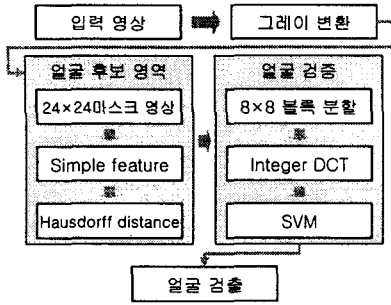 입력 영상
그레이 변환
얼굴 후보 영역
24×24마스크 영상
Simple feature
Hausdorff distance
얼굴 검증
8×8 블록 분할
Integer DCT
SVM
얼굴 검출